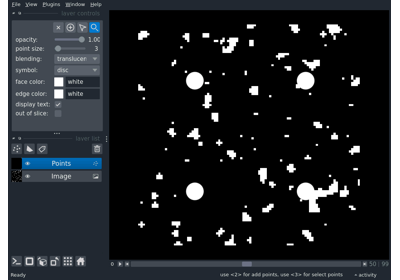 File View Plugins Window Help
layer controls
opacity: 1.00
point size: 3
blending: translucen
symbol: disc
face color: white
edge color: white
display text:
out of slice:
layer list
Points
Image
0 50 99
Ready use <2> for add points, use <3> for select points activity